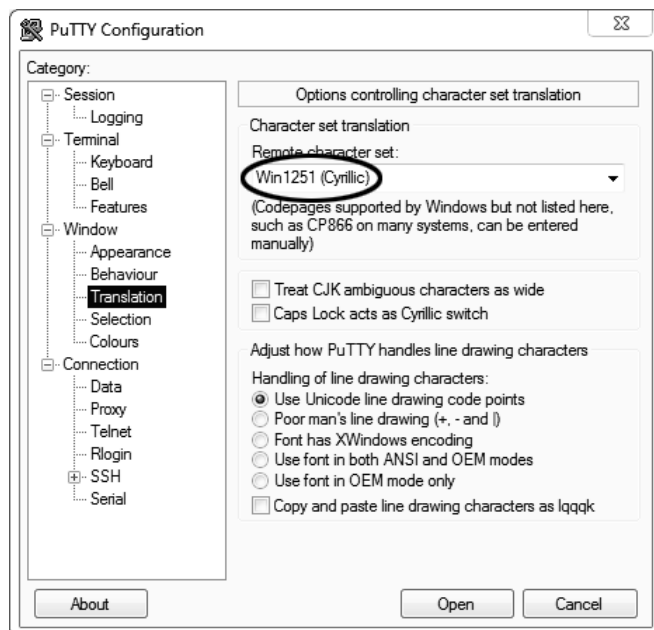 PuTTY Configuration
Category:
Session
Logging
Terminal
Keyboard
Bell
Features
Window
Appearance
Behaviour
Translation
Selection
Colours
Connection
Data
Proxy
Telnet
Rlogin
SSH
Serial
Options controlling character set translation
Character set translation
Remote character set:
Win1251 (Cyrillic)
(Codepages supported by Windows but not listed here,
such as CP866 on many systems, can be entered
manually)
Treat CJK ambiguous characters as wide
Caps Lock acts as Cyrillic switch
Adjust how PuTTY handles line drawing characters
Handling of line drawing characters:
Use Unicode line drawing code points
Poor man's line drawing (+, - and |)
Font has XWindows encoding
Use font in both ANSI and OEM modes
Use font in OEM mode only
Copy and paste line drawing characters as lqqqk
About
Open
Cancel